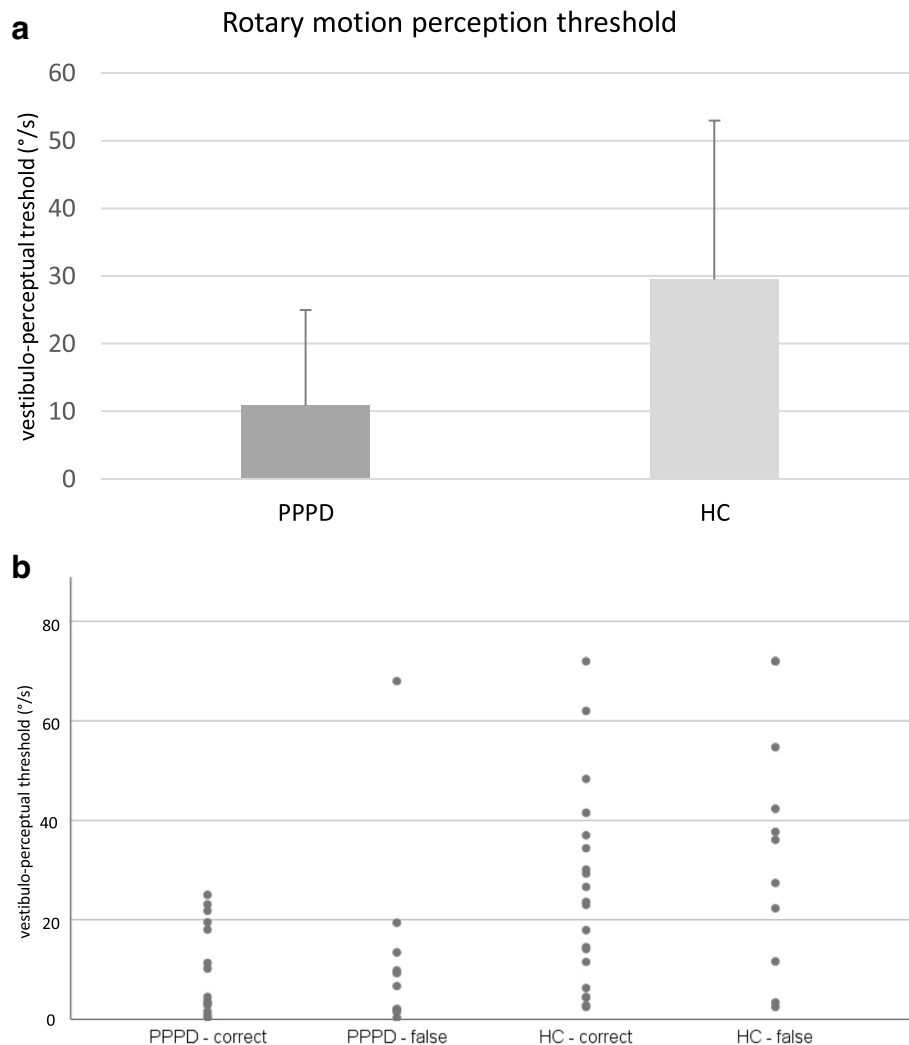 a
Rotary motion perception threshold
vestibulo-perceptual treshold (°/s)
60
50
40
30
20
10
0
PPPD
HC
b
vestibulo-perceptual threshold (°/s)
80
60
40
20
0
PPPD - correct
PPPD - false
HC - correct
HC - false